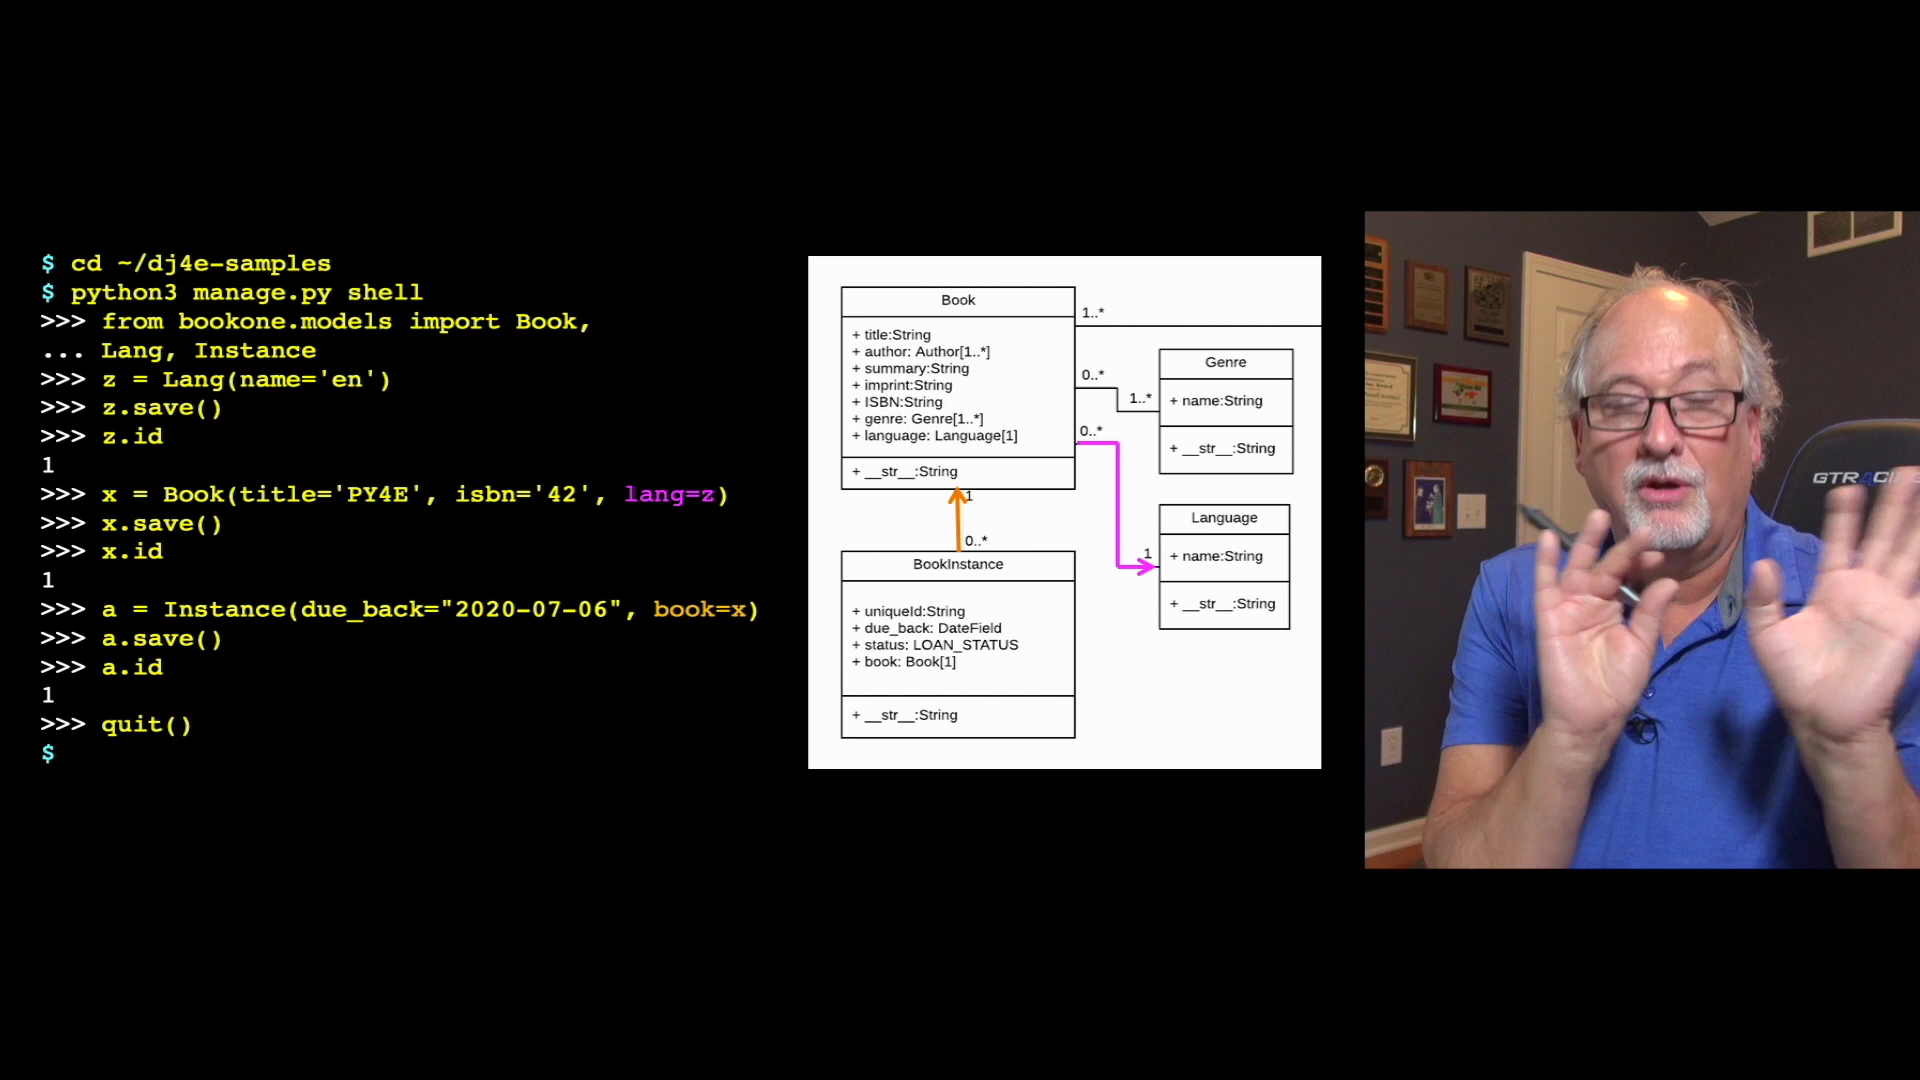 $ cd ~/dj4e-samples
$ python3 manage.py shell
>>> from bookone.models import Book,
... Lang, Instance
>>> z = Lang(name='en')
>>> z.save()
>>> z.id
1
>>> x = Book(title='PY4E', isbn='42', lang=z)
>>> x.save()
>>> x.id
1
>>> a = Instance(due_back="2020-07-06", book=x)
>>> a.save()
>>> a.id
1
>>> quit()
$
Book
+ title:String
+ author: Author[1..*]
+ summary:String
+ imprint:String
+ ISBN:String
+ genre: Genre[1..*]
+ language: Language[1]
+ __str__:String
1..*
0..*
1..*
0..*
Genre
+ name:String
+ __str__:String
1
0..*
Language
+ name:String
+ __str__:String
1
BookInstance
+ uniqueId:String
+ due_back: DateField
+ status: LOAN_STATUS
+ book: Book[1]
+ __str__:String